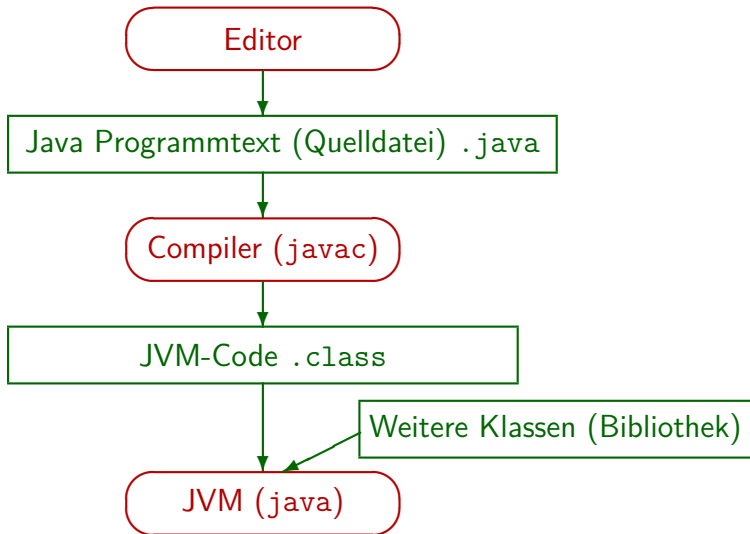 Editor
Java Programmtext (Quelldatei) .java
Compiler (javac)
JVM-Code .class
Weitere Klassen (Bibliothek)
JVM (java)